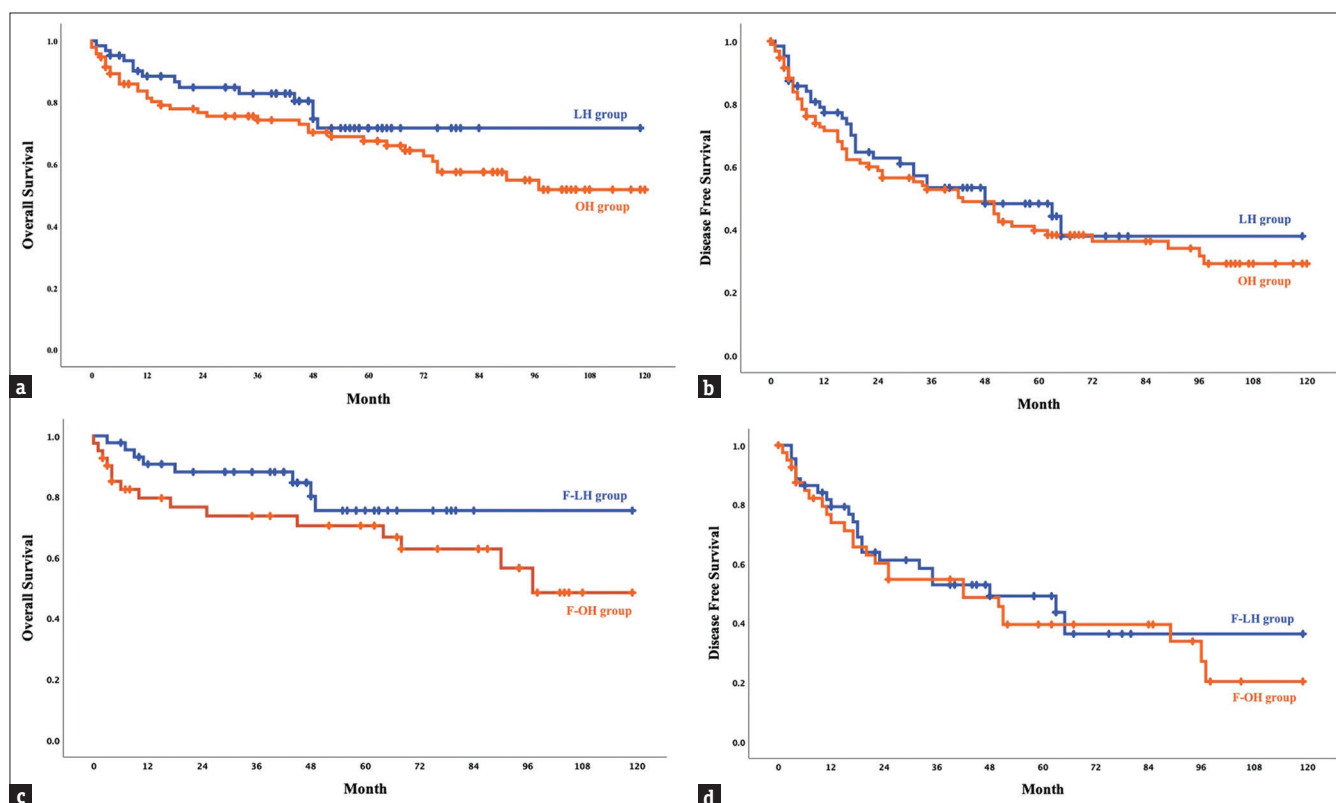 1.0
0.8
0.6
0.4
0.2
0.0
Overall Survival
LH group
OH group
0 12 24 36 48 60 72 84 96 108 120
Month
a
1.0
0.8
0.6
0.4
0.2
0.0
Disease Free Survival
LH group
OH group
0 12 24 36 48 60 72 84 96 108 120
Month
b
1.0
0.8
0.6
0.4
0.2
0.0
Overall Survival
F-LH group
F-OH group
0 12 24 36 48 60 72 84 96 108 120
Month
c
1.0
0.8
0.6
0.4
0.2
0.0
Disease Free Survival
F-LH group
F-OH group
0 12 24 36 48 60 72 84 96 108 120
Month
d